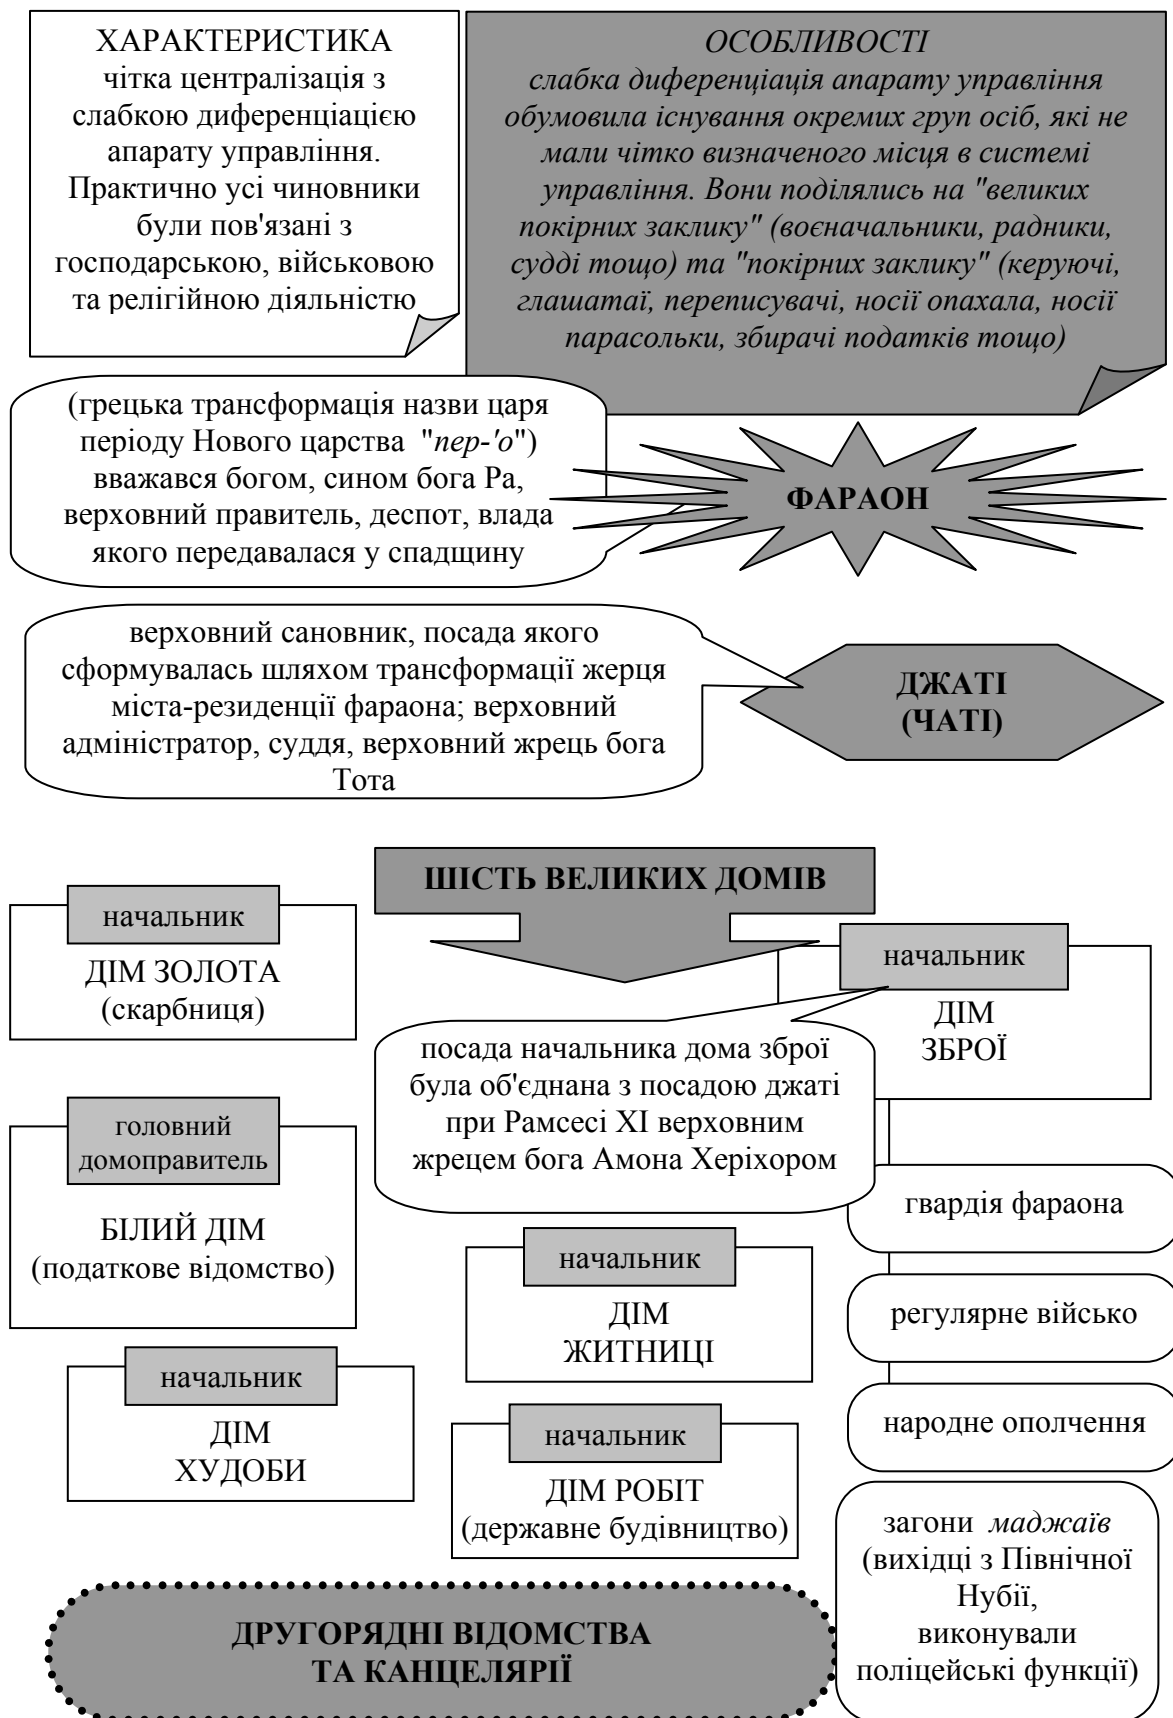 ХАРАКТЕРИСТИКА
чітка централізація з
слабкою диференціацією
апарату управління.
Практично усі чиновники
були пов'язані з
господарською, військовою
та релігійною діяльністю
ОСОБЛИВОСТІ
слабка диференціація апарату управління
обумовила існування окремих груп осіб, які не
мали чітко визначеного місця в системі
управління. Вони поділялись на "великих
покірних заклику" (воєначальники, радники,
судді тощо) та "покірних заклику" (керуючі,
глашатаї, переписувачі, носії опахала, носії
парасольки, збирачі податків тощо)
(грецька трансформація назви царя
періоду Нового царства "пер-'о")
вважався богом, сином бога Ра,
верховний правитель, деспот, влада
якого передавалася у спадщину
ФАРАОН
верховний сановник, посада якого
сформувалась шляхом трансформації жерця
міста-резиденції фараона; верховний
адміністратор, суддя, верховний жрець бога
Тота
ДЖАТІ
(ЧАТІ)
ШІСТЬ ВЕЛИКИХ ДОМІВ
начальник
ДІМ ЗОЛОТА
(скарбниця)
начальник
ДІМ
ЗБРОЇ
посада начальника дома зброї
була об'єднана з посадою джаті
при Рамсесі XI верховним
жрецем бога Амона Херіхором
головний
домоправитель
БІЛИЙ ДІМ
(податкове відомство)
гвардія фараона
начальник
ДІМ
ЖИТНИЦІ
регулярне військо
начальник
ДІМ
ХУДОБИ
народне ополчення
начальник
ДІМ РОБІТ
(державне будівництво)
загони маджаїв
(вихідці з Північної
Нубії,
виконували
поліцейські функції)
ДРУГОРЯДНІ ВІДОМСТВА
ТА КАНЦЕЛЯРІЇ